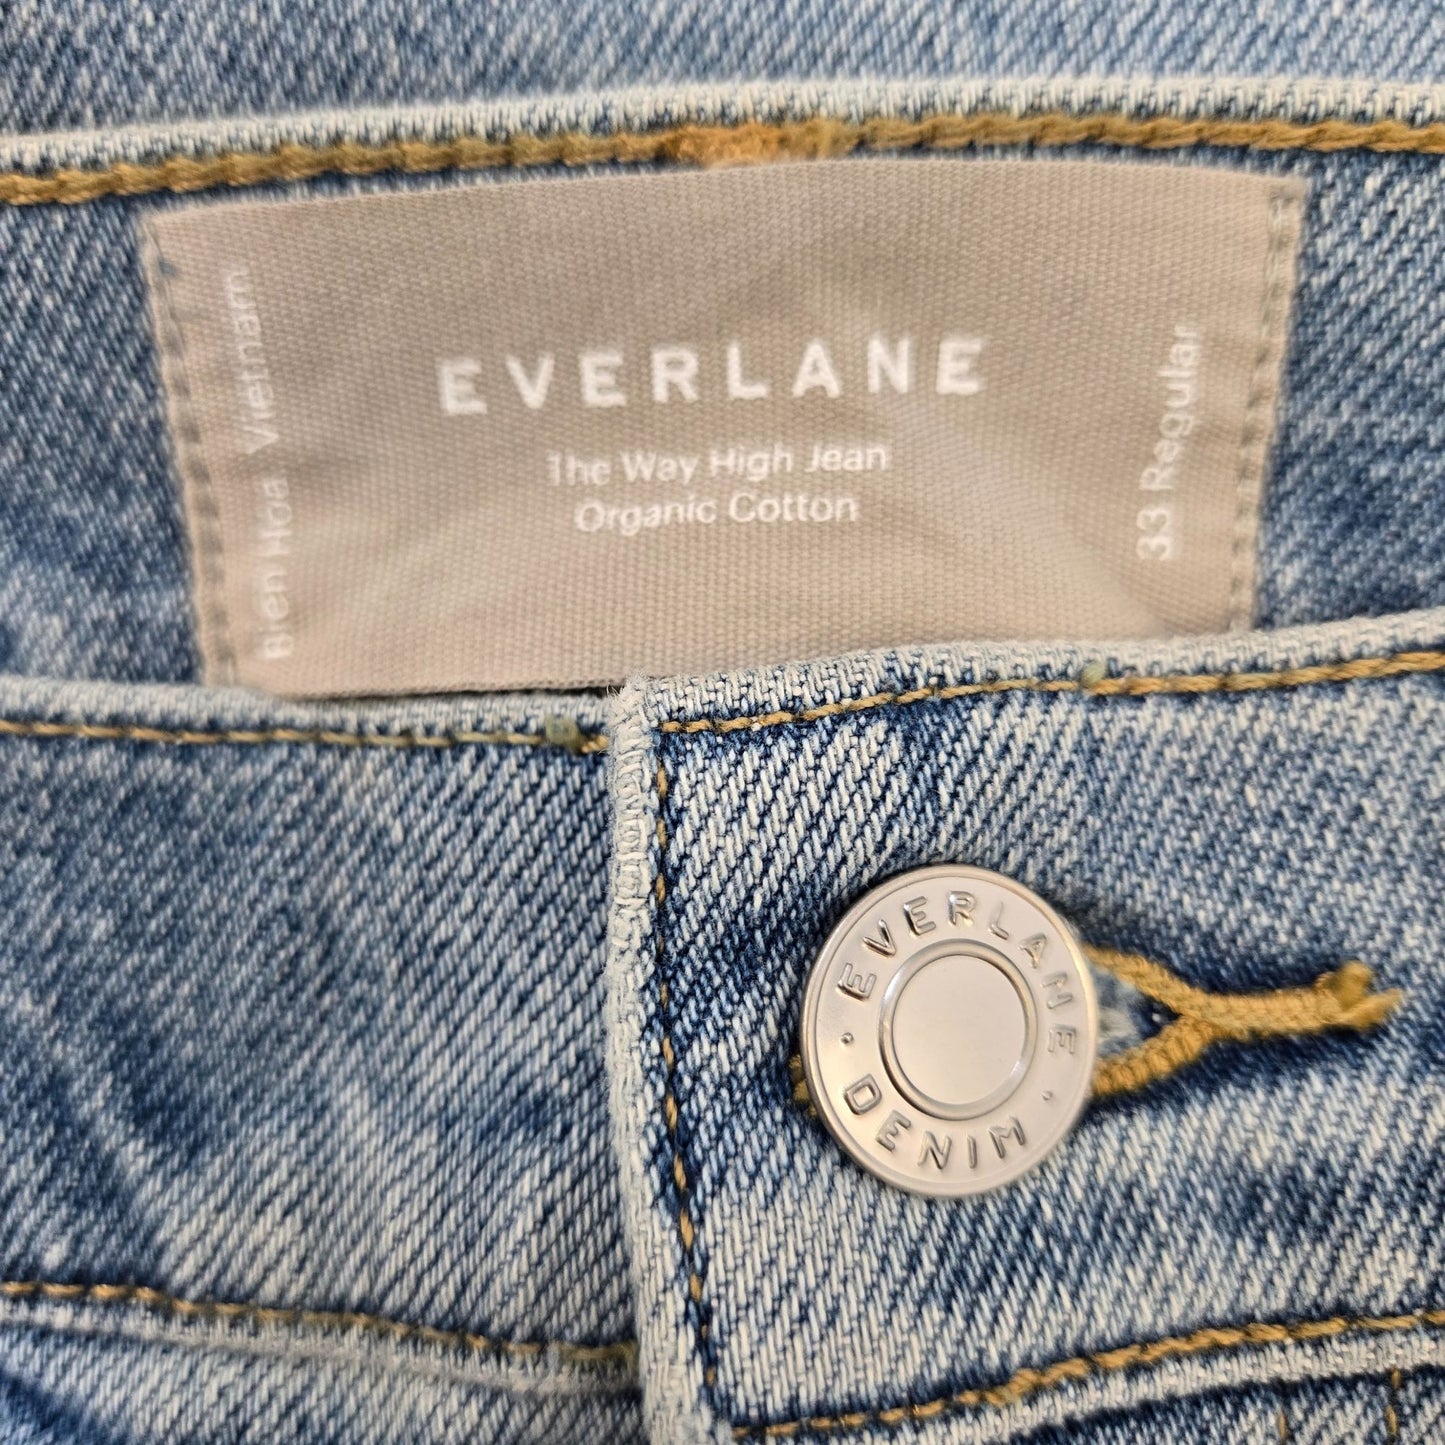 EVERLANE
The Way High Jean
Organic Cotton
Bien Hoa Vietnam
33 Regular
EVERLANE
· DENIM ·